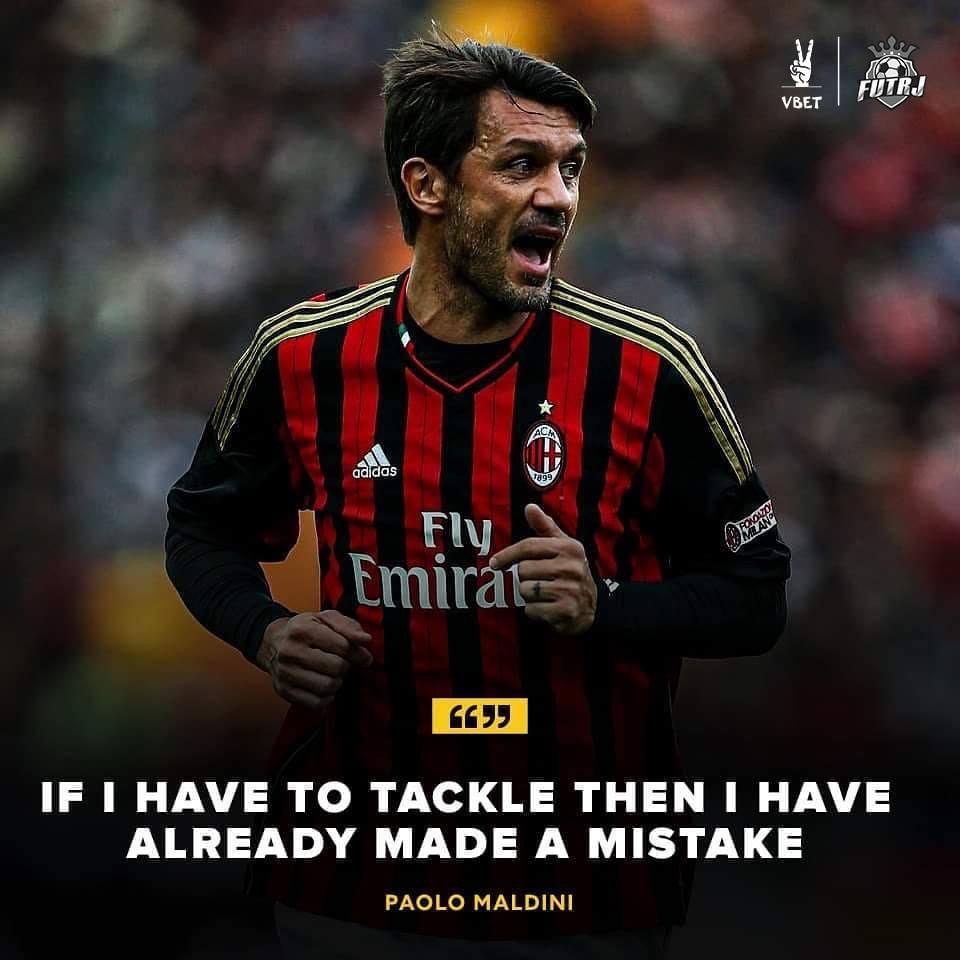 VBET
FUTRJ
ACM
1899
adidas
FONDAZIONE
MILAN
Fly
Emirat
❝❞
IF I HAVE TO TACKLE THEN I HAVE
ALREADY MADE A MISTAKE
PAOLO MALDINI